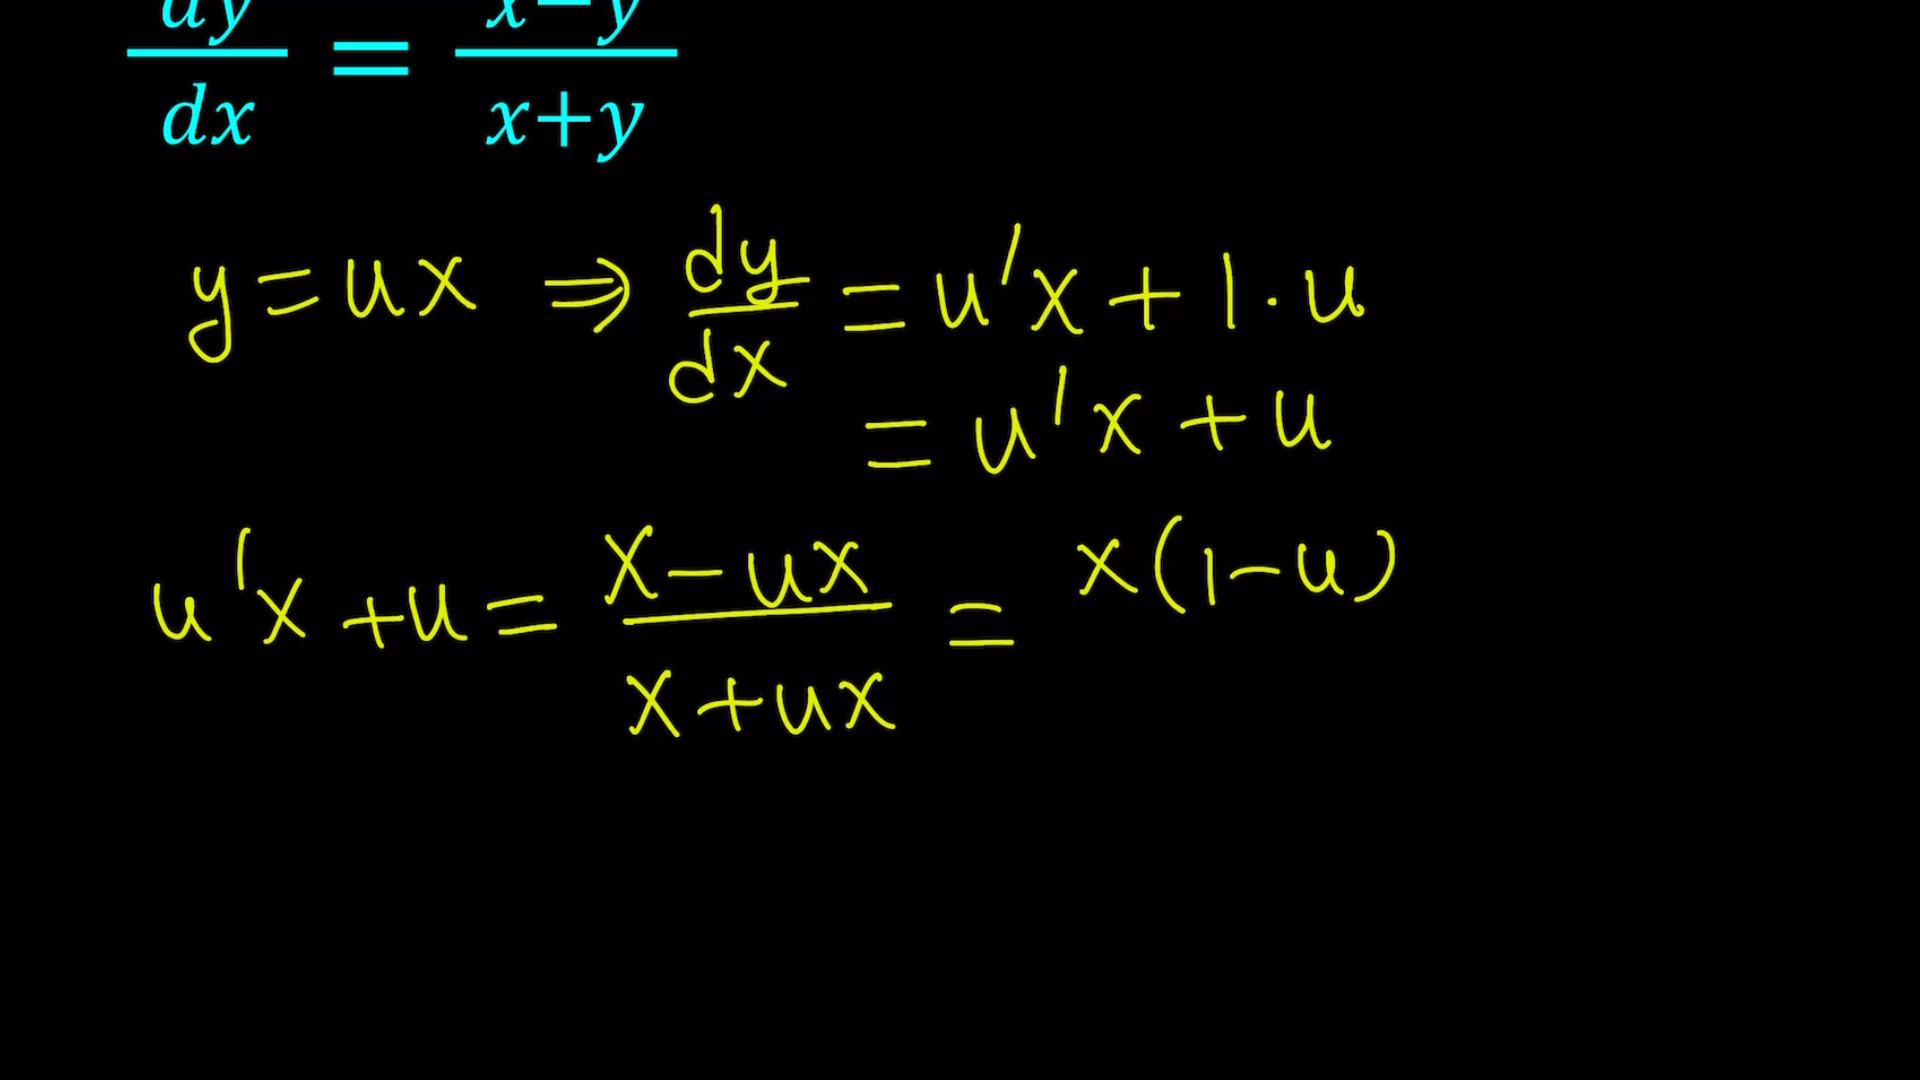 dy/dx = x−y/x+y
y = ux ⇒ dy/dx = u'x + 1 · u
= u'x + u
u'x + u = x − ux/x + ux = x(1−u)